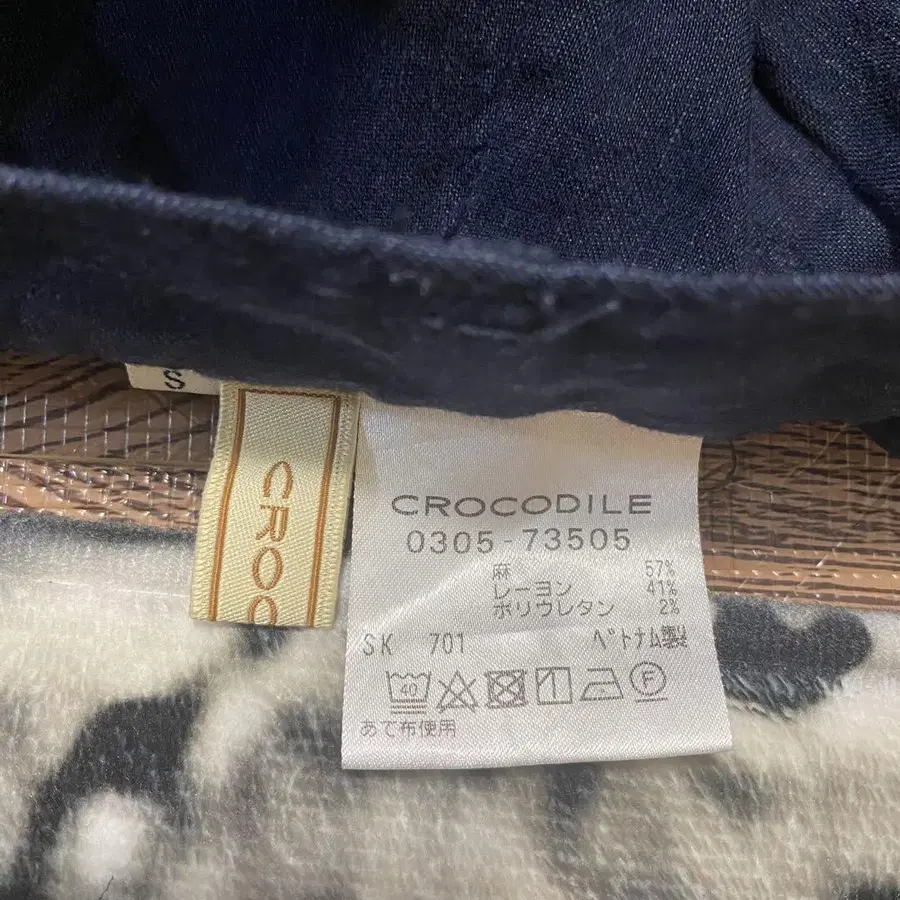 S
CROC
CROCODILE
0305-73505
麻 57%
レーヨン 41%
ポリウレタン 2%
SK 701 ベトナム製
40 F
あて布使用